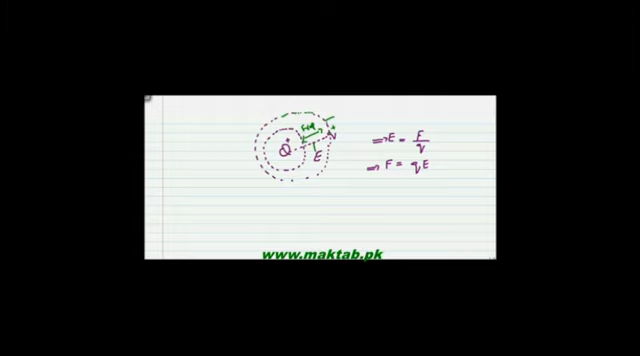 Q⁺
E
⇒ E = F/q
⇒ F = qE
www.maktab.pk